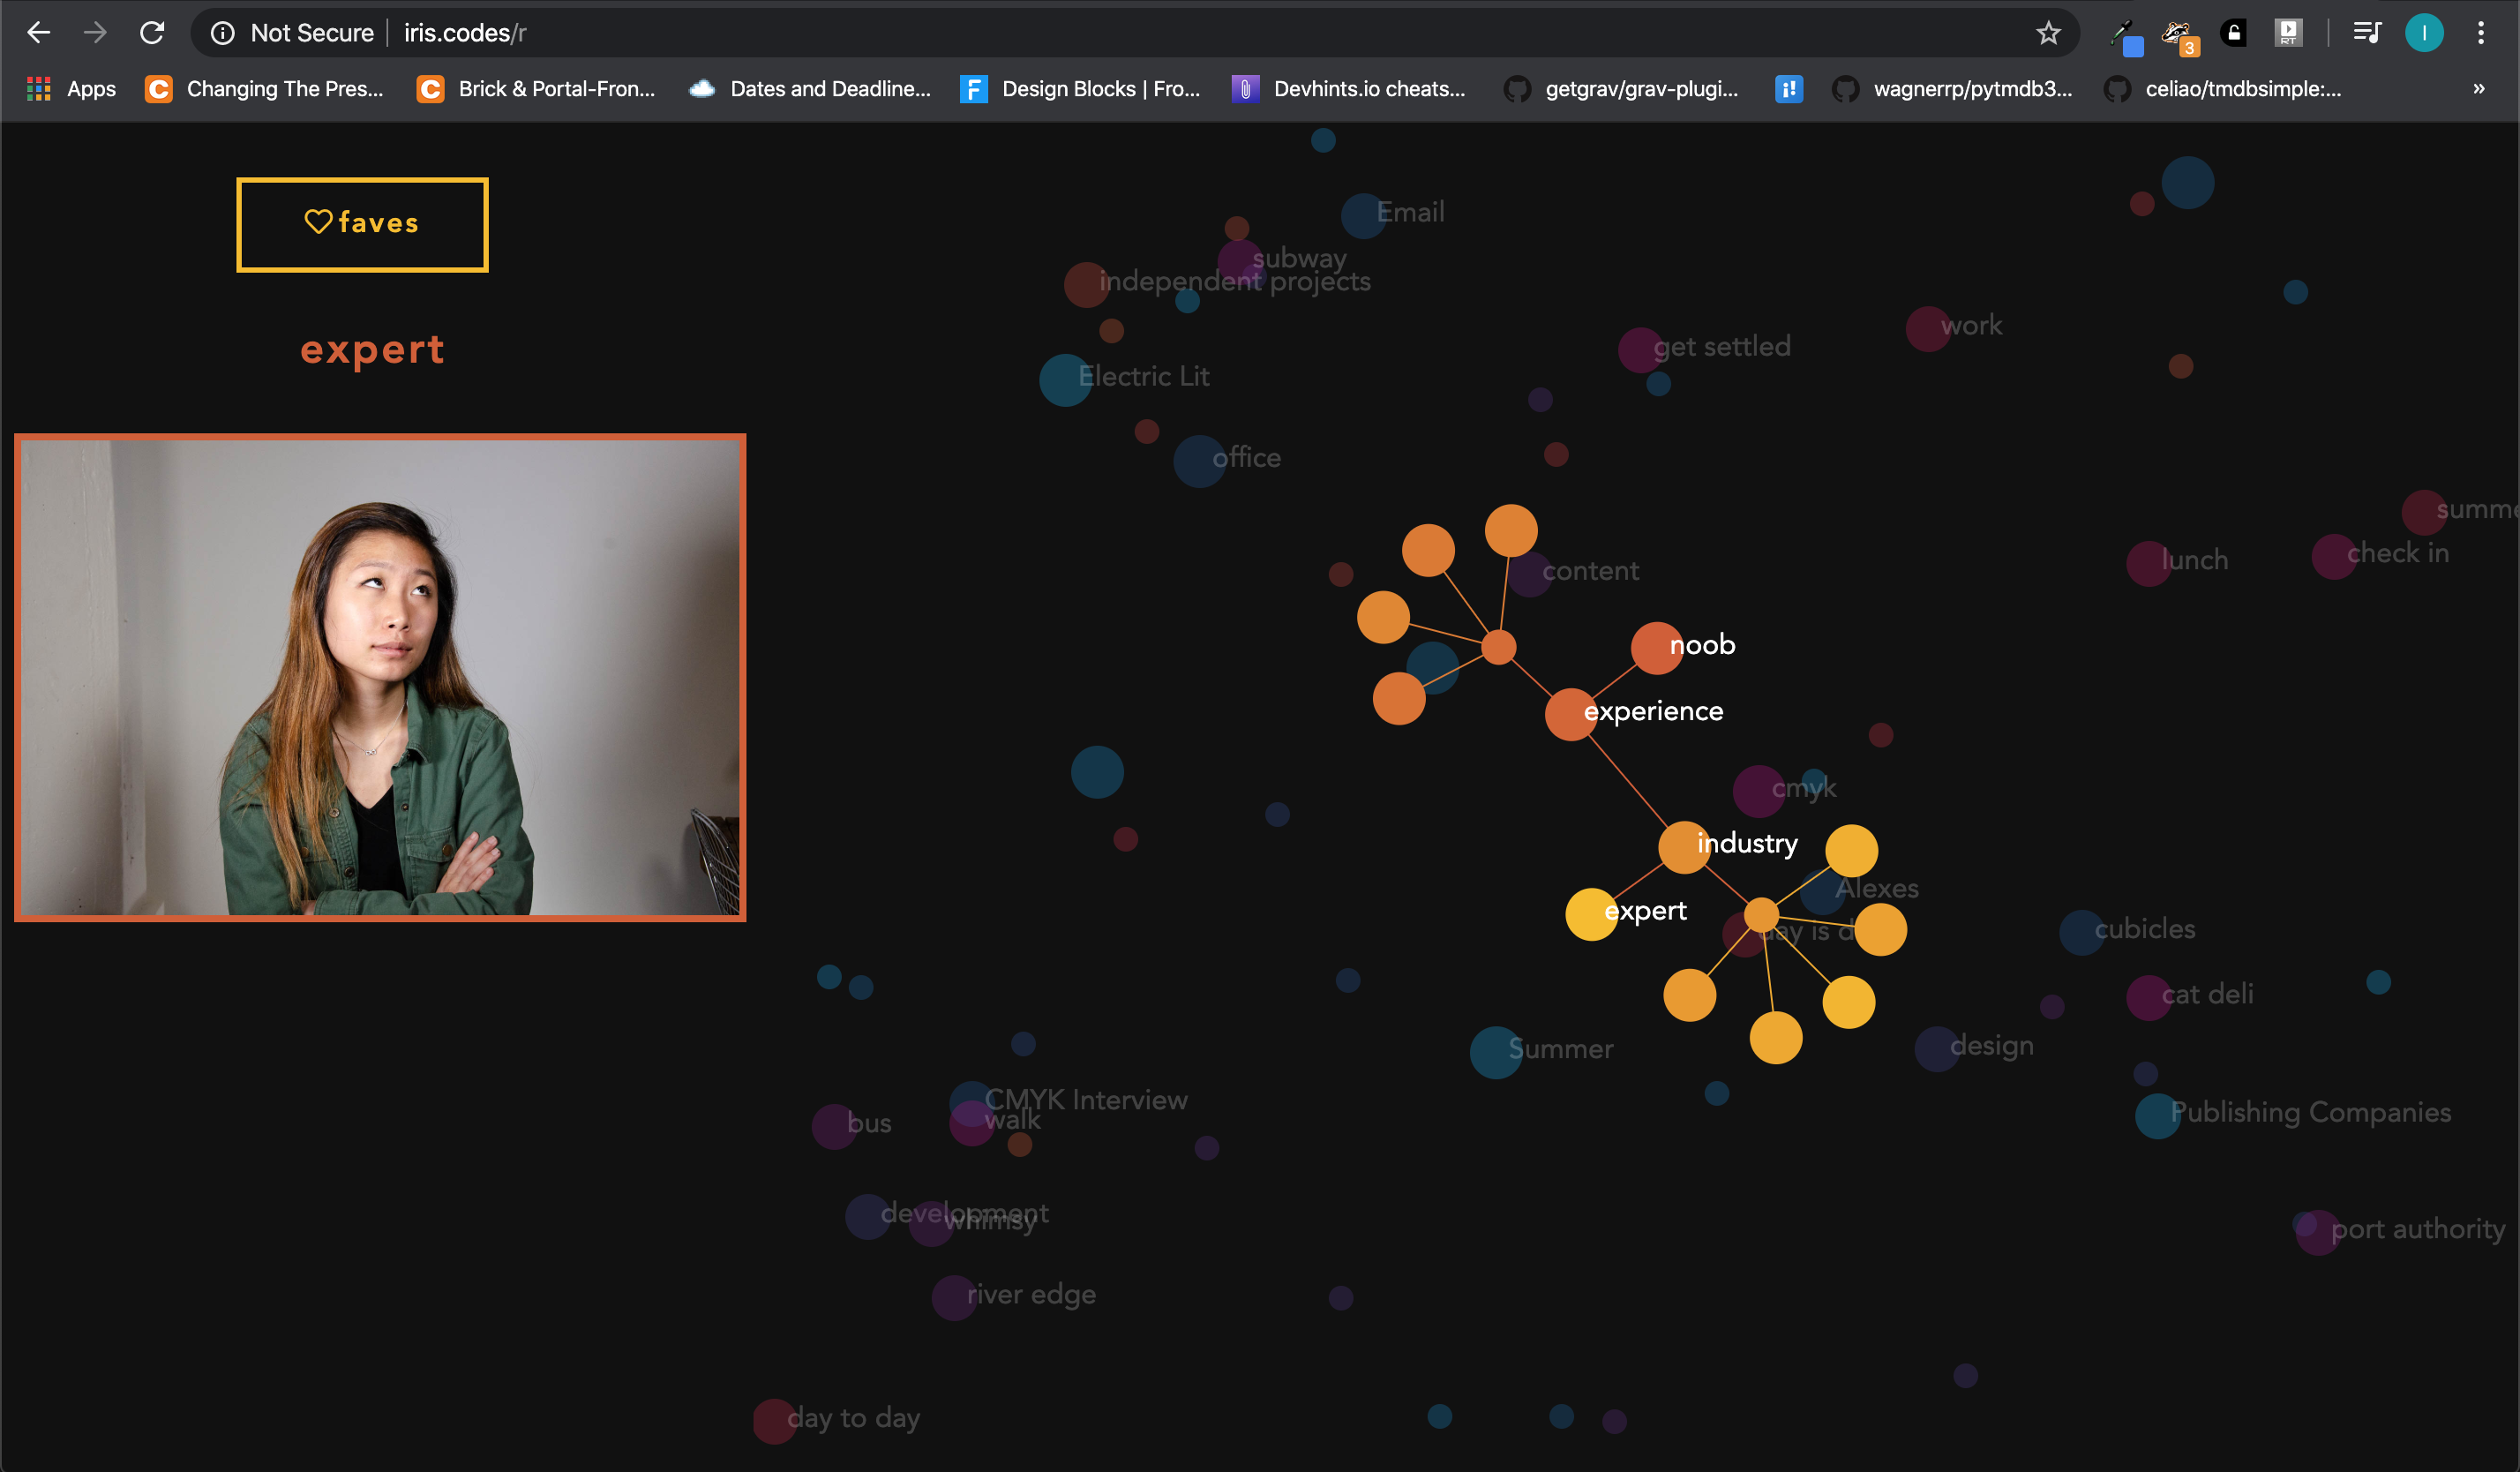 Not Secure iris.codes/r
3
RT
I
Apps
Changing The Pres...
Brick & Portal-Fron...
Dates and Deadline...
Design Blocks | Fro...
Devhints.io cheats...
getgrav/grav-plugi...
wagnerrp/pytmdb3...
celiao/tmdbsimple:...
»
faves
expert
Email
subway
independent projects
work
get settled
Electric Lit
office
summe
check in
lunch
content
noob
experience
cmyk
industry
Alexes
expert
day is d
cubicles
cat deli
design
Summer
CMYK Interview
walk
bus
Publishing Companies
development
whimsy
port authority
river edge
day to day